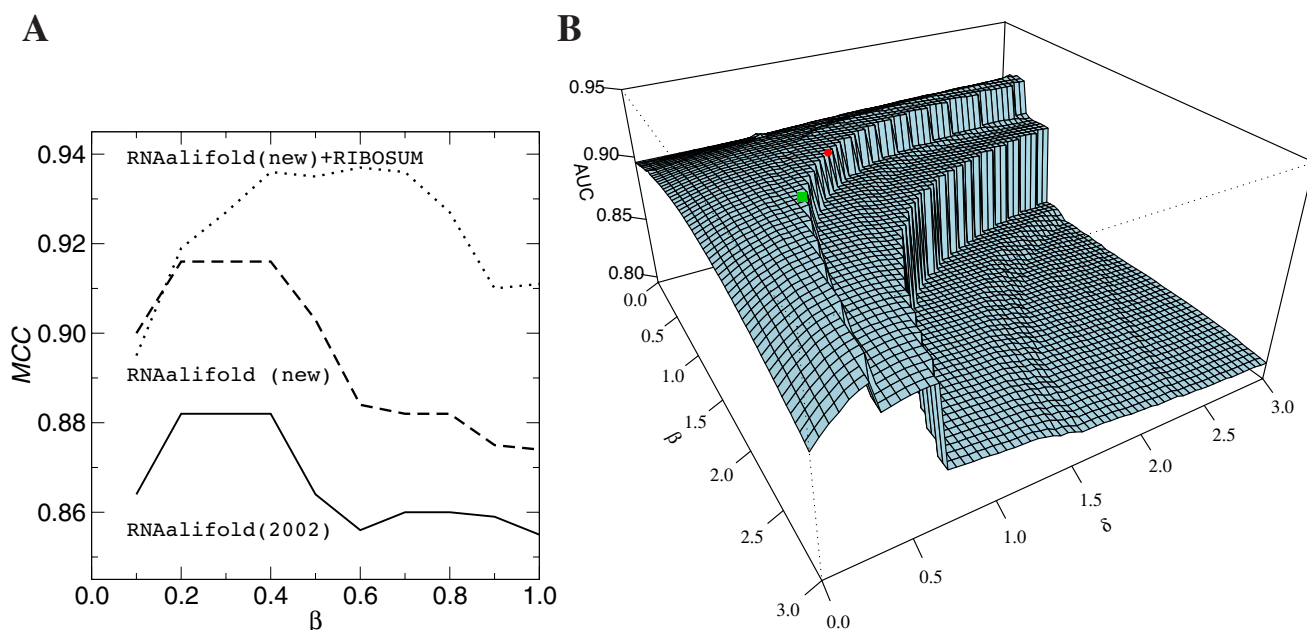 A
MCC
0.94
0.92
0.90
0.88
0.86
RNAalifold(new)+RIBOSUM
RNAalifold (new)
RNAalifold(2002)
0.0 0.2 0.4 0.6 0.8 1.0
β
B
AUC
0.95
0.90
0.85
0.80
0.0
0.5
1.0
1.5
2.0
2.5
3.0
β
0.0
0.5
1.0
1.5
2.0
2.5
3.0
δ